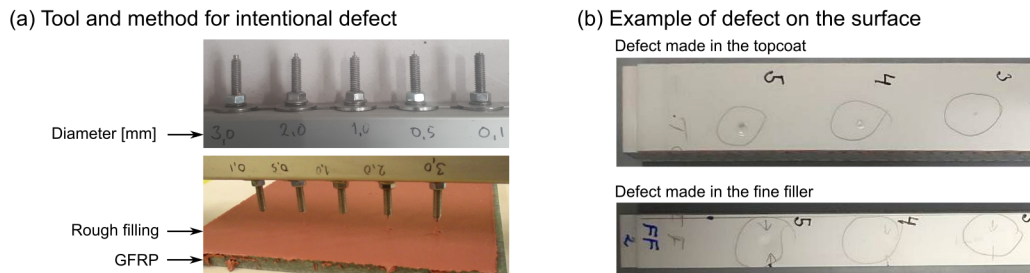 (a) Tool and method for intentional defect
Diameter [mm]
3,0 2,0 1,0 0,5 0,1
0,1 0,5 1,0 2,0 3,0
Rough filling
GFRP
(b) Example of defect on the surface
Defect made in the topcoat
5 4 3
Defect made in the fine filler
FF
2
5 4 3